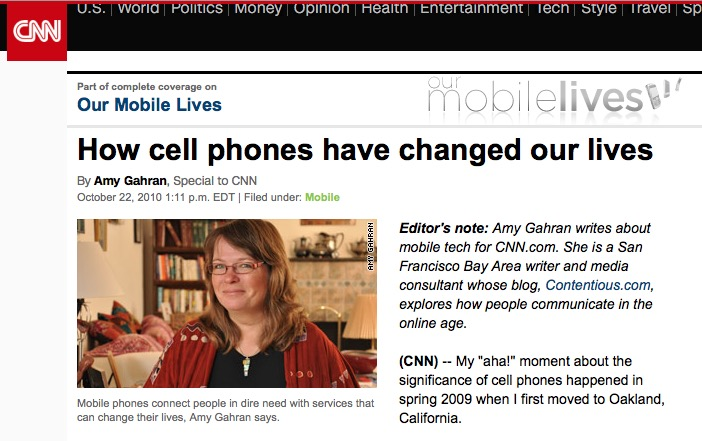 CNN
U.S. World Politics Money Opinion Health Entertainment Tech Style Travel Sp
Part of complete coverage on
Our Mobile Lives
our
mobilelives
How cell phones have changed our lives
By Amy Gahran, Special to CNN
October 22, 2010 1:11 p.m. EDT | Filed under: Mobile
AMY GAHRAN
Mobile phones connect people in dire need with services that
can change their lives, Amy Gahran says.
Editor's note: Amy Gahran writes about
mobile tech for CNN.com. She is a San
Francisco Bay Area writer and media
consultant whose blog, Contentious.com,
explores how people communicate in the
online age.
(CNN) -- My "aha!" moment about the
significance of cell phones happened in
spring 2009 when I first moved to Oakland,
California.